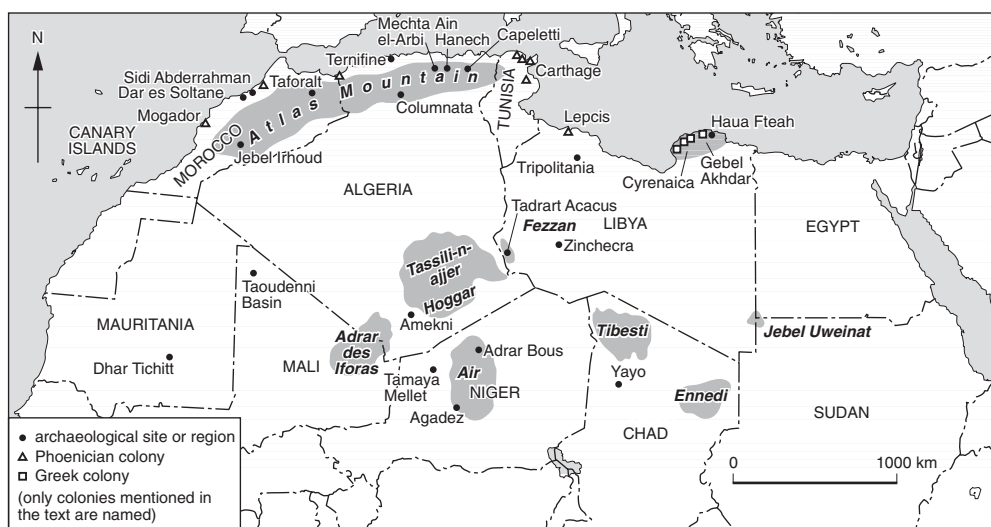 N
Mechta Ain
el-Arbi Hanech
Capeletti
Ternifine
Carthage
Sidi Abderrahman
Dar es Soltane
Taforalt
Atlas Mountain
TUNISIA
Columnata
Mogador
CANARY
ISLANDS
MOROCCO
Jebel Irhoud
Lepcis
Haua Fteah
Tripolitania
Gebel
Akhdar
Cyrenaica
ALGERIA
Tadrart Acacus
Fezzan
LIBYA
EGYPT
Zinchecra
Tassili-n-
ajjer
Hoggar
Taoudenni
Basin
Amekni
MAURITANIA
Adrar
des
Iforas
Tibesti
Jebel Uweinat
Dhar Tichitt
MALI
Adrar Bous
Tamaya
Mellet
Air
NIGER
Yayo
Ennedi
Agadez
CHAD
SUDAN
archaeological site or region
Phoenician colony
Greek colony
(only colonies mentioned in
the text are named)
0 1000 km